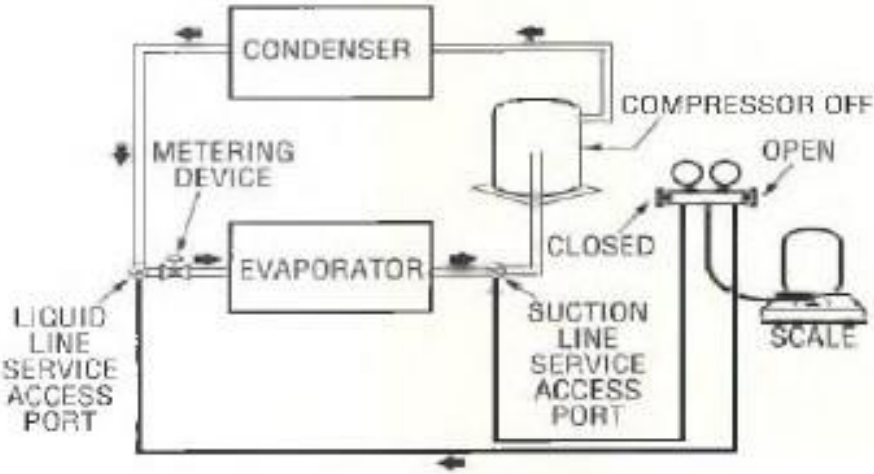 CONDENSER
COMPRESSOR OFF
METERING
DEVICE
OPEN
CLOSED
EVAPORATOR
LIQUID
LINE
SERVICE
ACCESS
PORT
SUCTION
LINE
SERVICE
ACCESS
PORT
SCALE